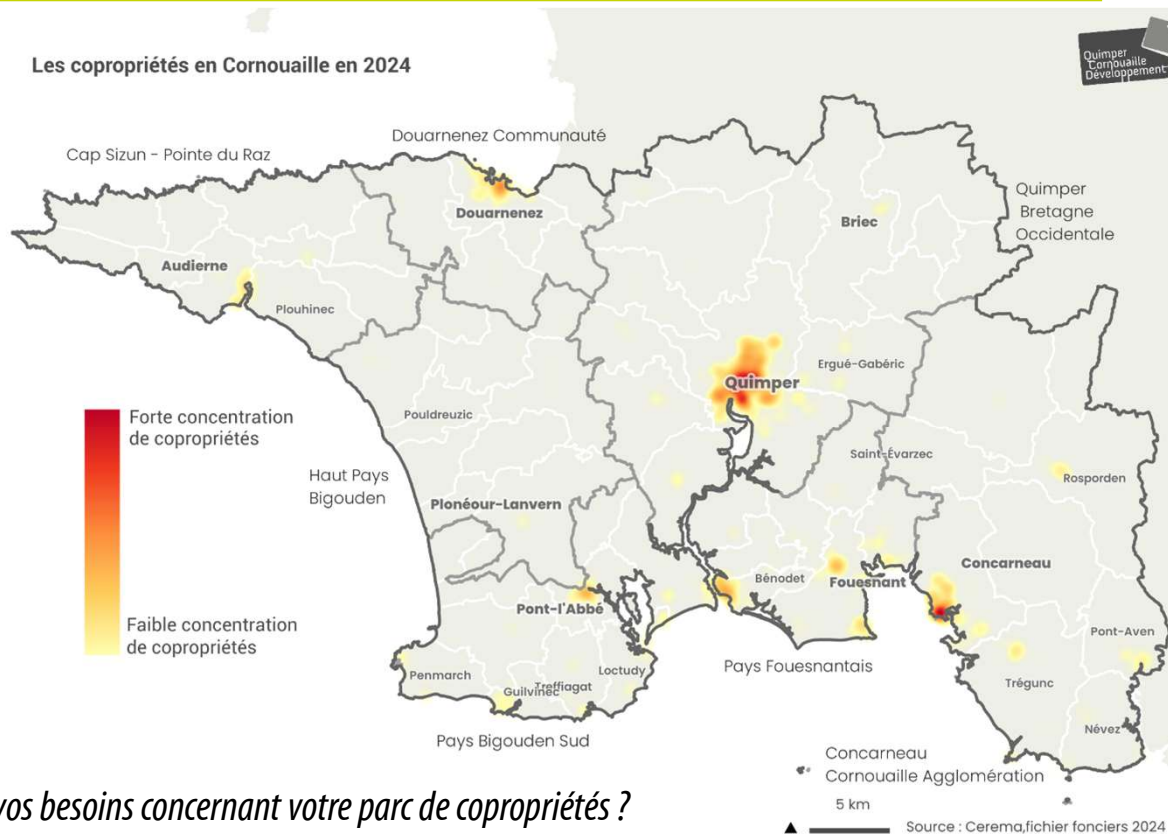 Les copropriétés en Cornouaille en 2024
Quimper
Cornouaille
Développement
Douarnenez Communauté
Cap Sizun - Pointe du Raz
Quimper
Bretagne
Occidentale
Douarnenez
Briec
Audierne
Plouhinec
Ergué-Gabéric
Quimper
Forte concentration
de copropriétés
Pouldreuzic
Saint-Évarzec
Haut Pays
Bigouden
Rosporden
Plonéour-Lanvern
Concarneau
Bénodet
Fouesnant
Pont-l'Abbé
Faible concentration
de copropriétés
Pont-Aven
Pays Fouesnantais
Penmarch
Loctudy
Treffiagat
Guilvinec
Trégunc
Névez
Pays Bigouden Sud
Concarneau
Cornouaille Agglomération
vos besoins concernant votre parc de copropriétés ?
5 km
Source : Cerema,fichier fonciers 2024